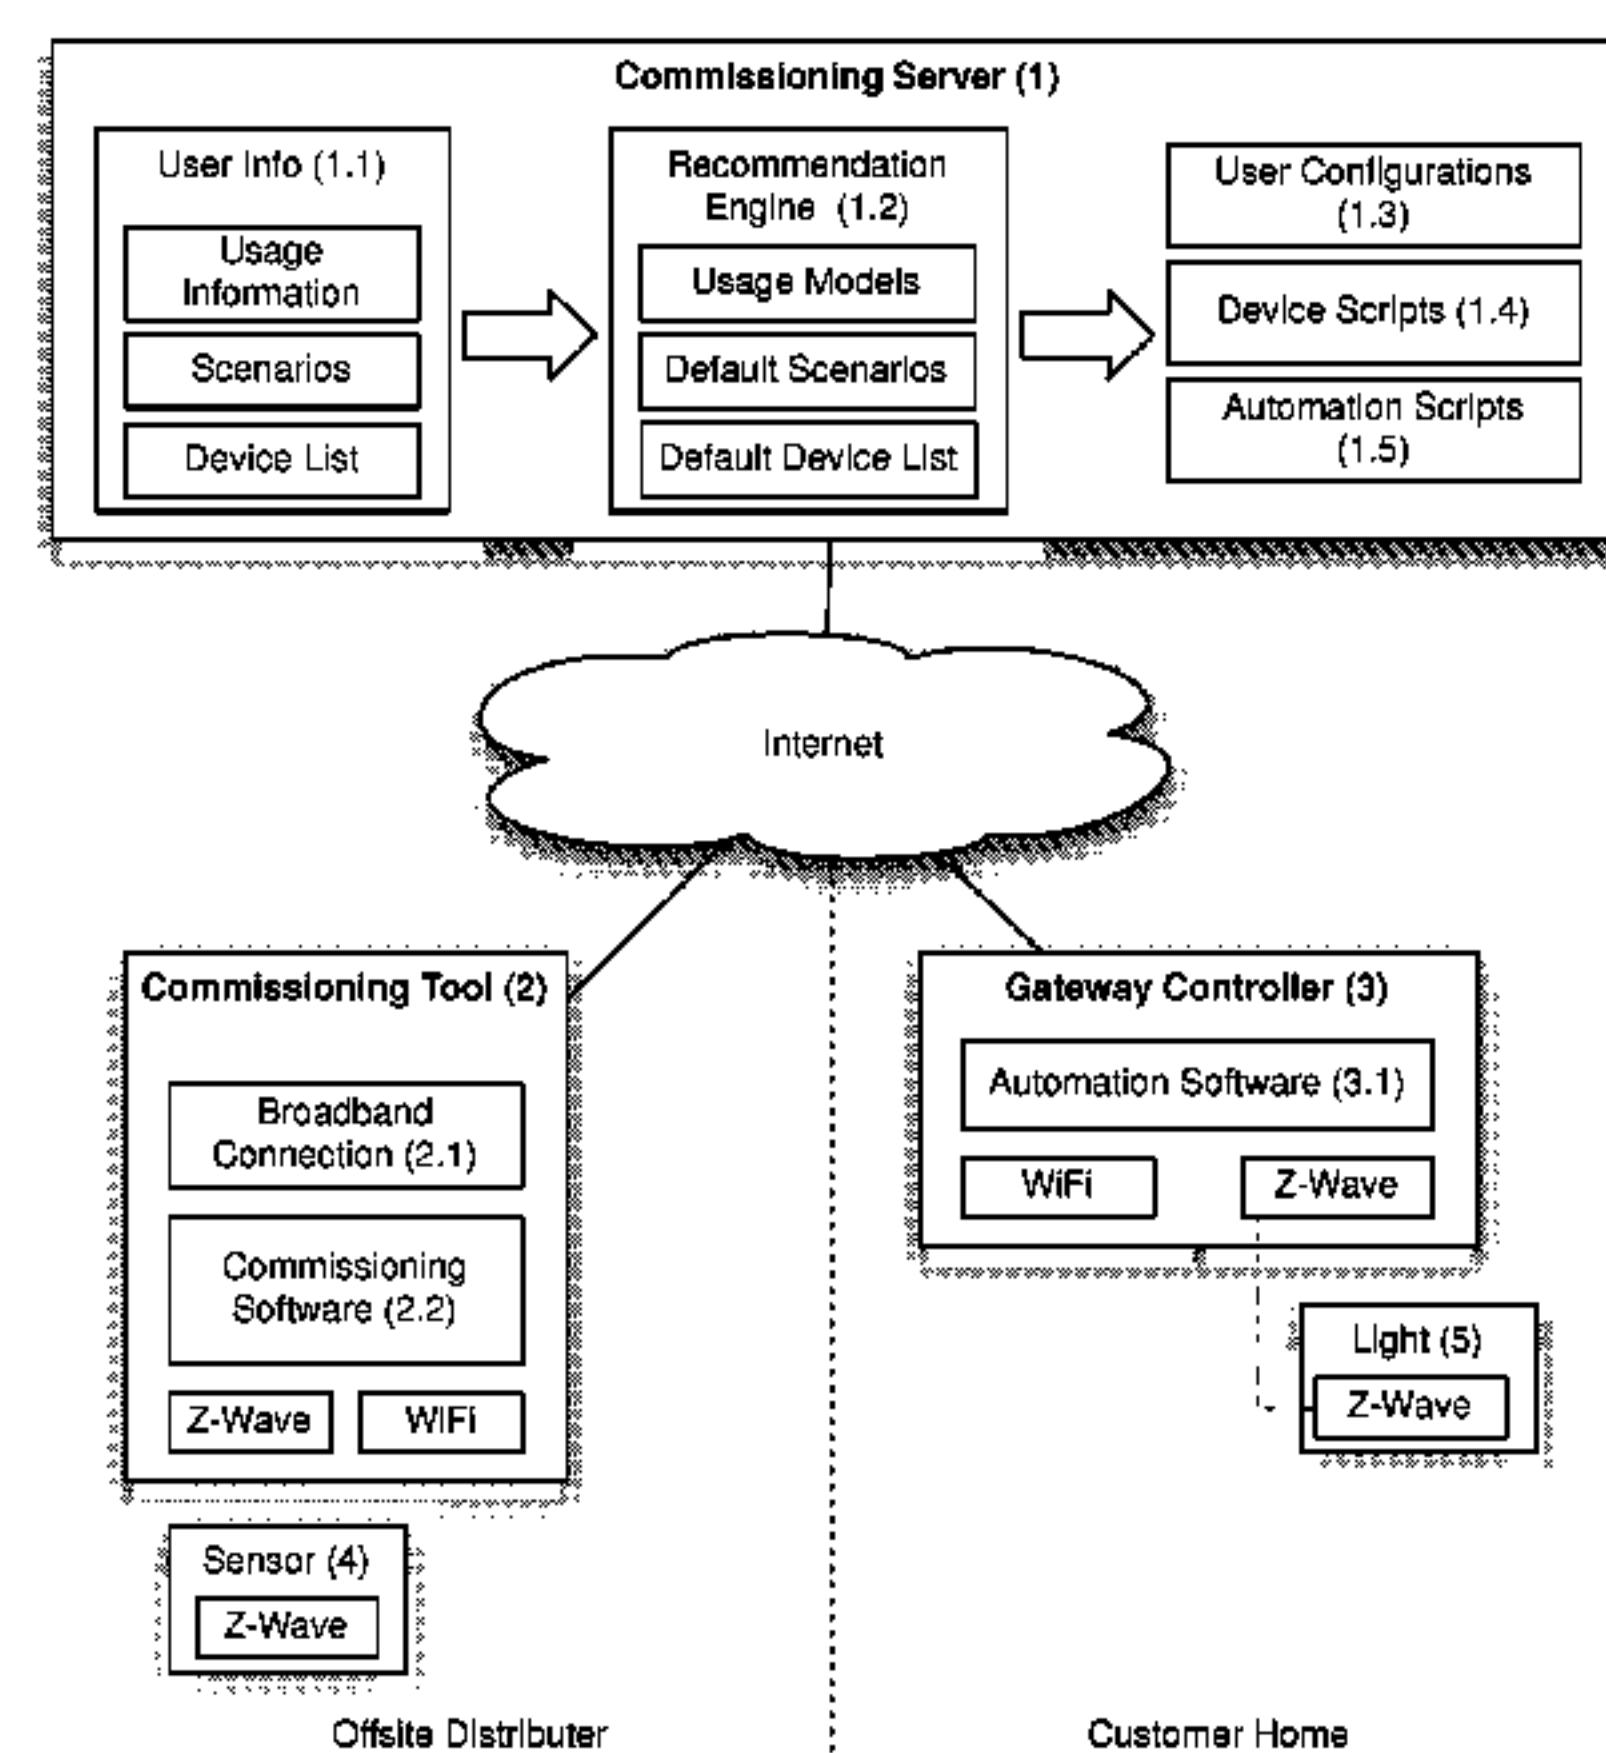 Commissioning Server (1)
User Info (1.1)
Usage
Information
Scenarios
Device List
Recommendation
Engine (1.2)
Usage Models
Default Scenarios
Default Device List
User Configurations
(1.3)
Device Scripts (1.4)
Automation Scripts
(1.5)
Internet
Commissioning Tool (2)
Broadband
Connection (2.1)
Commissioning
Software (2.2)
Z-Wave
WiFi
Sensor (4)
Z-Wave
Offsite Distributer
Gateway Controller (3)
Automation Software (3.1)
WiFi
Z-Wave
Light (5)
Z-Wave
Customer Home